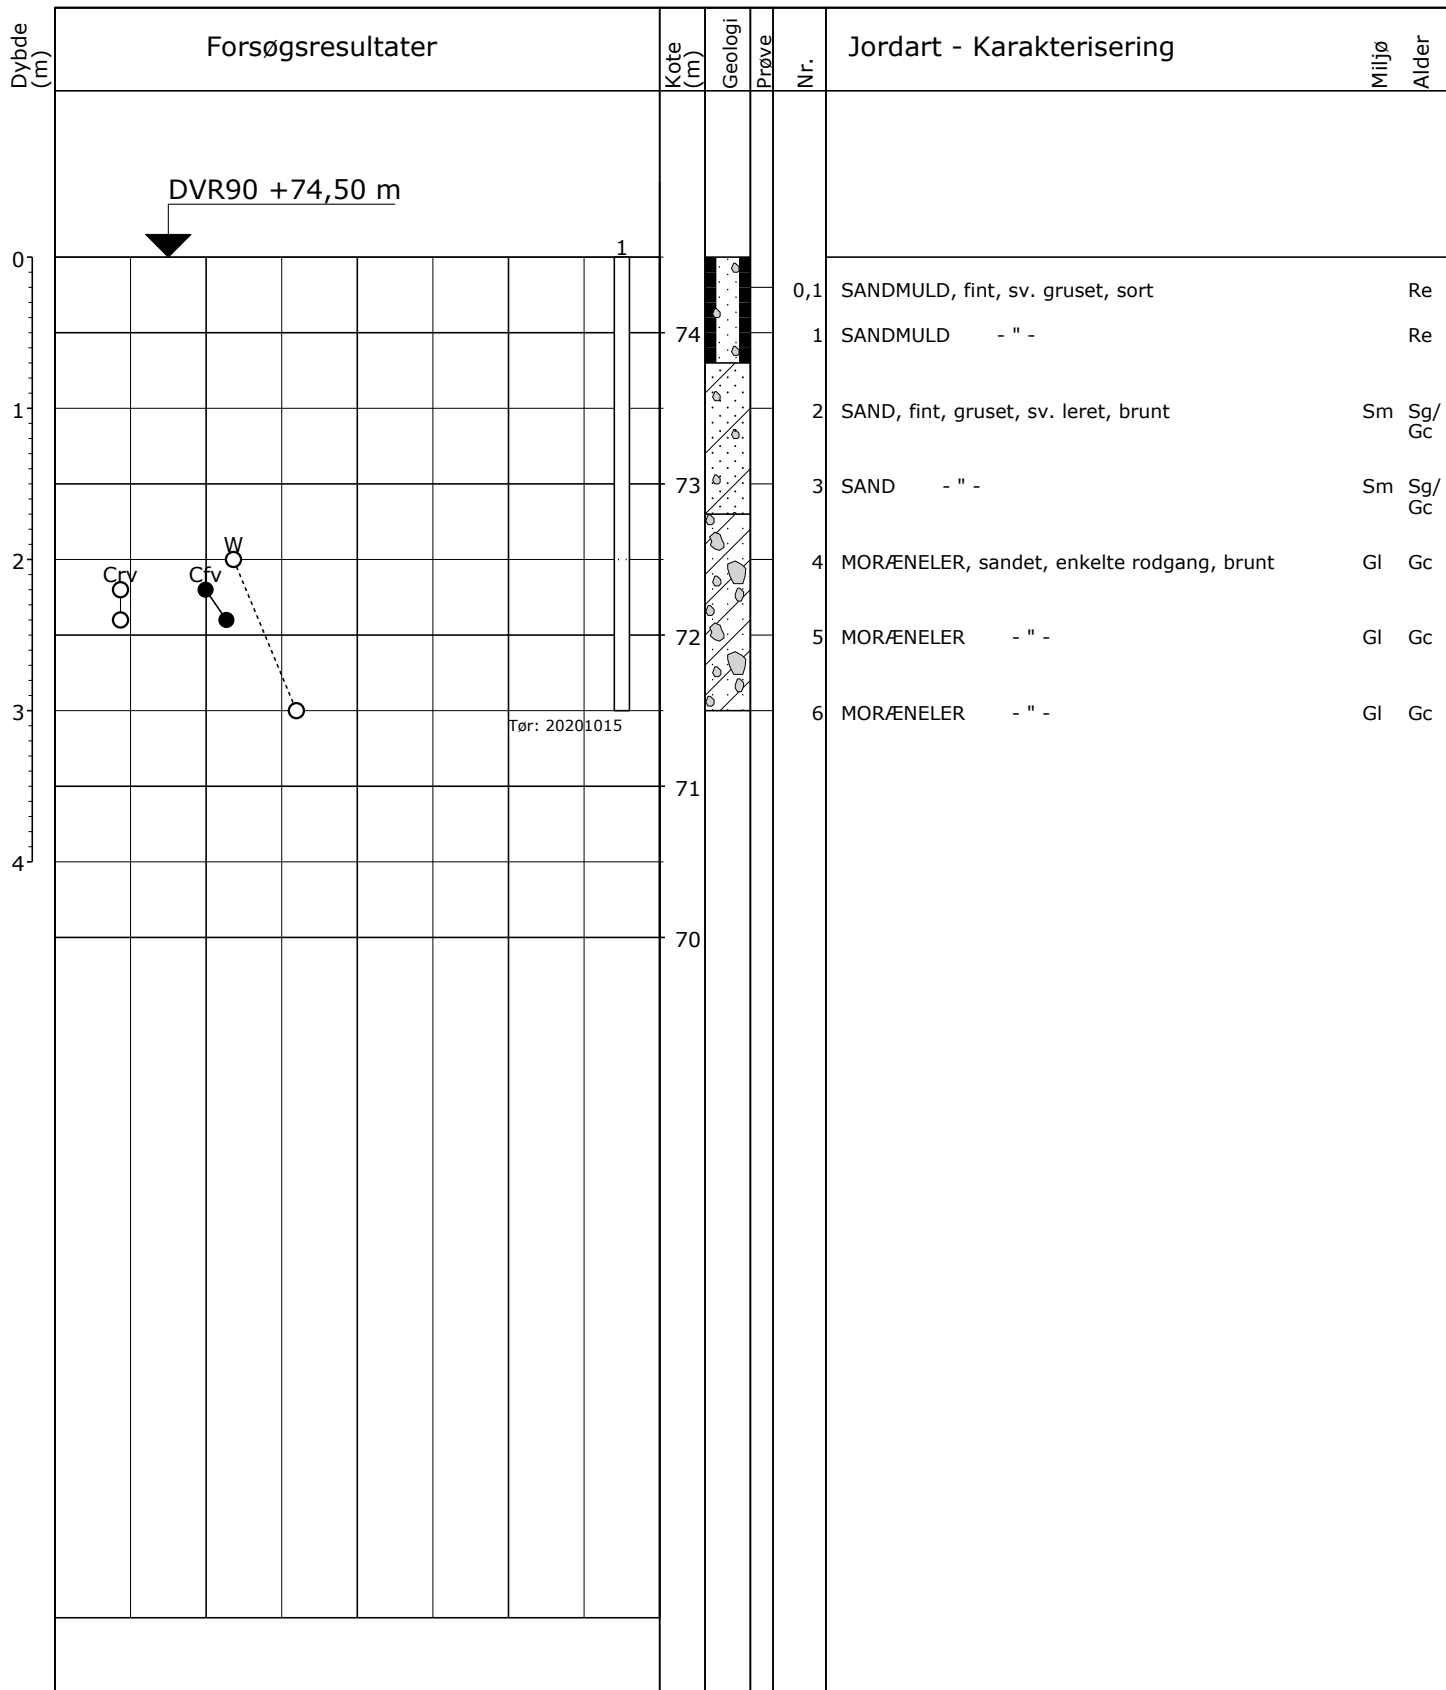 Dybde (m)
Forsøgsresultater
Kote (m)
Geologi
Prøve
Nr.
Jordart - Karakterisering
Miljø
Alder
DVR90 +74,50 m
1
0
0,1 SANDMULD, fint, sv. gruset, sort Re
74
1 SANDMULD - " - Re
1
2 SAND, fint, gruset, sv. leret, brunt Sm Sg/
Gc
73
3 SAND - " - Sm Sg/
Gc
W
2
4 MORÆNELER, sandet, enkelte rodgang, brunt Gl Gc
Crv
Cfv
72
5 MORÆNELER - " - Gl Gc
3
6 MORÆNELER - " - Gl Gc
Tør: 20201015
71
4
70